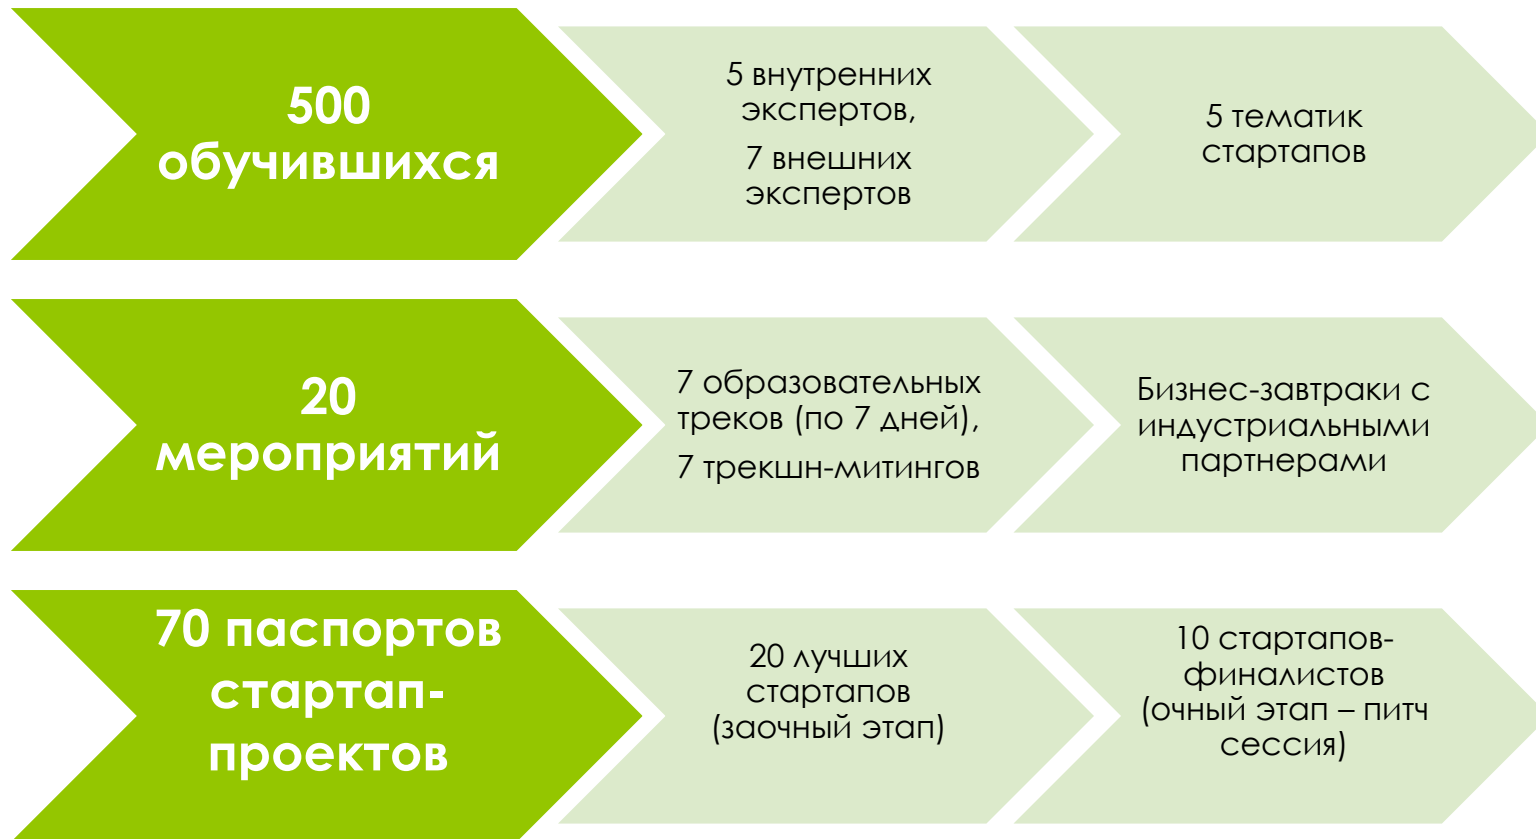 500
обучившихся
5 внутренних
экспертов,
7 внешних
экспертов
5 тематик
стартапов
20
мероприятий
7 образовательных
треков (по 7 дней),
7 трекшн-митингов
Бизнес-завтраки с
индустриальными
партнерами
70 паспортов
стартап-
проектов
20 лучших
стартапов
(заочный этап)
10 стартапов-
финалистов
(очный этап – питч
сессия)